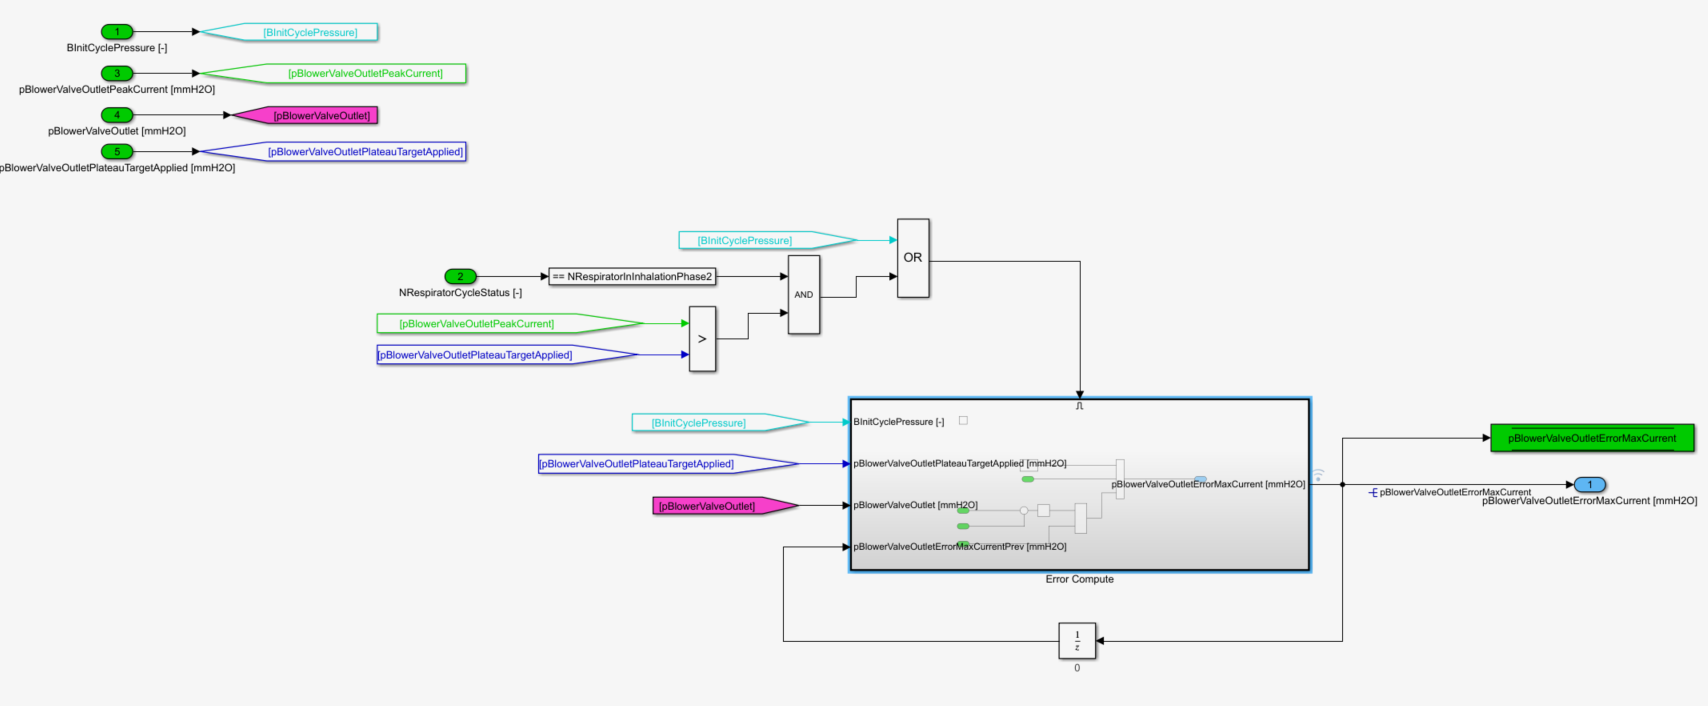 1
[BInitCyclePressure]
BInitCyclePressure [-]
3
[pBlowerValveOutletPeakCurrent]
pBlowerValveOutletPeakCurrent [mmH2O]
4
[pBlowerValveOutlet]
pBlowerValveOutlet [mmH2O]
5
[pBlowerValveOutletPlateauTargetApplied]
pBlowerValveOutletPlateauTargetApplied [mmH2O]
[BInitCyclePressure]
OR
2
== NRespiratorInInhalationPhase2
NRespiratorCycleStatus [-]
AND
[pBlowerValveOutletPeakCurrent]
>
[pBlowerValveOutletPlateauTargetApplied]
[BInitCyclePressure]
BInitCyclePressure [-]
pBlowerValveOutletErrorMaxCurrent
[pBlowerValveOutletPlateauTargetApplied]
pBlowerValveOutletPlateauTargetApplied [mmH2O]
pBlowerValveOutletErrorMaxCurrent [mmH2O]
1
pBlowerValveOutletErrorMaxCurrent
pBlowerValveOutletErrorMaxCurrent [mmH2O]
[pBlowerValveOutlet]
pBlowerValveOutlet [mmH2O]
pBlowerValveOutletErrorMaxCurrentPrev [mmH2O]
Error Compute
1
z
0